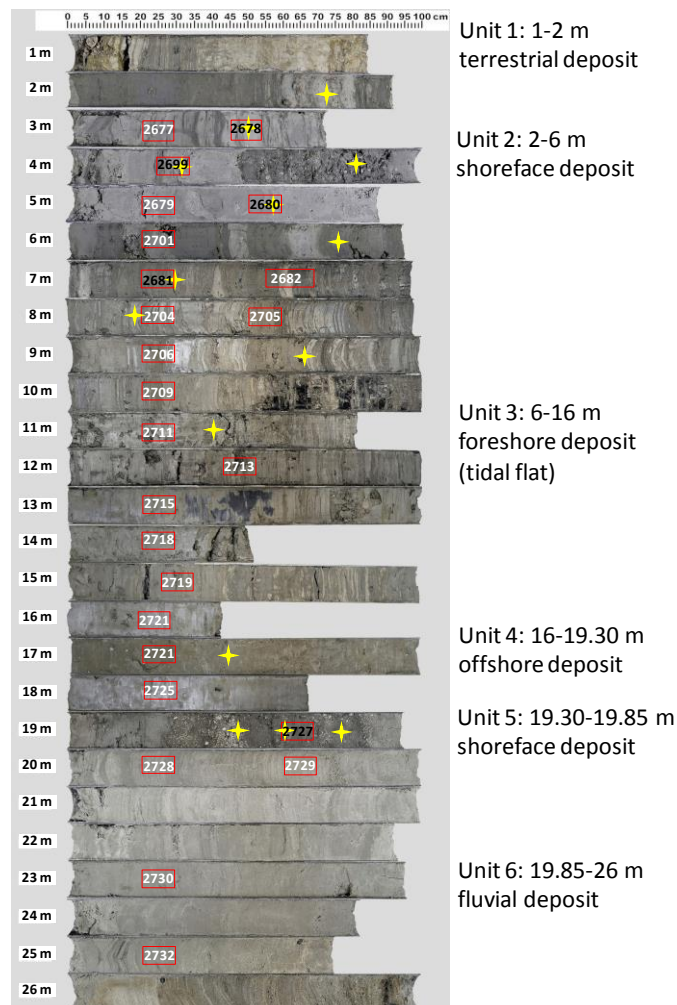 0 5 10 15 20 25 30 35 40 45 50 55 60 65 70 75 80 85 90 95 100 cm
1 m
2 m
3 m
2677
2678
4 m
2699
5 m
2679
2680
6 m
2701
7 m
2681
2682
8 m
2704
2705
9 m
2706
10 m
2709
11 m
2711
12 m
2713
13 m
2715
14 m
2718
15 m
2719
16 m
2721
17 m
2721
18 m
2725
19 m
2727
20 m
2728
2729
21 m
22 m
23 m
2730
24 m
25 m
2732
26 m
Unit 1: 1-2 m
terrestrial deposit
Unit 2: 2-6 m
shoreface deposit
Unit 3: 6-16 m
foreshore deposit
(tidal flat)
Unit 4: 16-19.30 m
offshore deposit
Unit 5: 19.30-19.85 m
shoreface deposit
Unit 6: 19.85-26 m
fluvial deposit